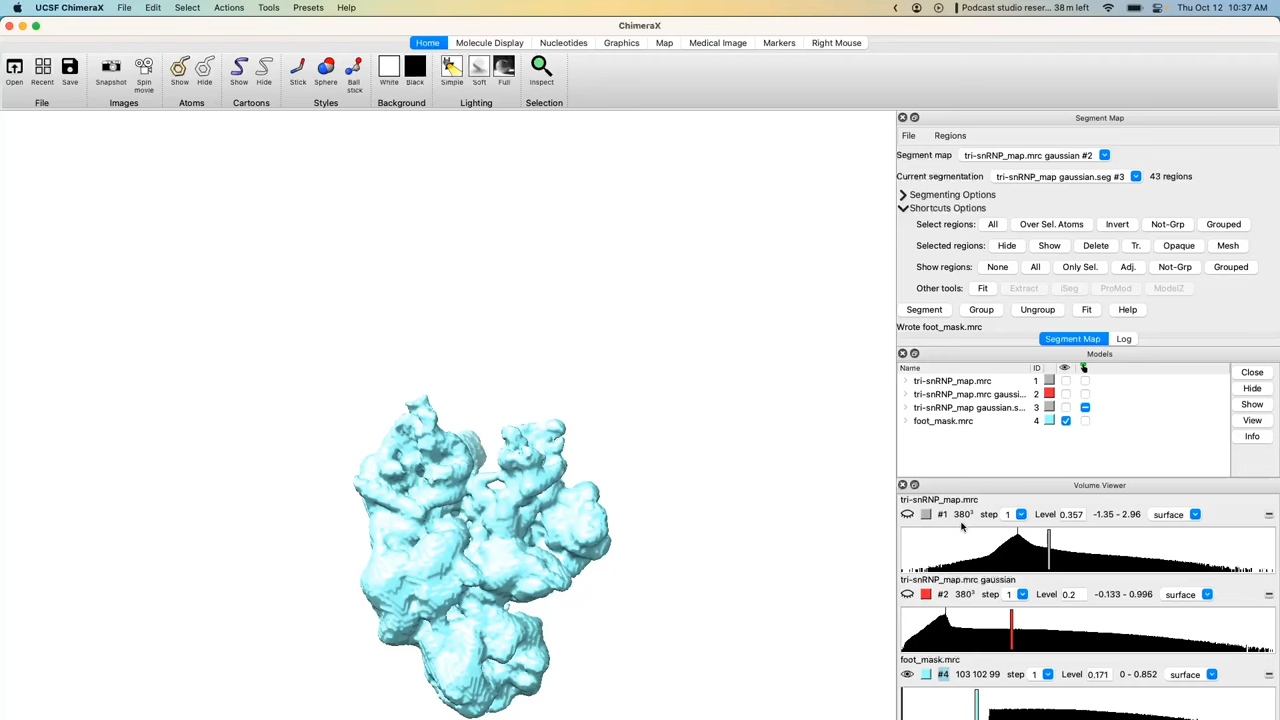 UCSF ChimeraX File Edit Select Actions Tools Presets Help Podcast studio reser... 38 m left Thu Oct 12 10:37 AM
ChimeraX
Home Molecule Display Nucleotides Graphics Map Medical Image Markers Right Mouse
Open Recent Save Snapshot Spin movie Show Hide Show Hide Stick Sphere Ball stick White Black Simple Soft Full Inspect
File Images Atoms Cartoons Styles Background Lighting Selection
Segment Map
File Regions
Segment map tri-snRNP_map.mrc gaussian #2
Current segmentation tri-snRNP_map gaussian.seg #3 43 regions
Segmenting Options
Shortcuts Options
Select regions: All Over Sel. Atoms Invert Not-Grp Grouped
Selected regions: Hide Show Delete Tr. Opaque Mesh
Show regions: None All Only Sel. Adj. Not-Grp Grouped
Other tools: Fit Extract iSeg ProMod ModelZ
Segment Group Ungroup Fit Help
Wrote foot_mask.mrc
Segment Map Log
Models
Name ID
tri-snRNP_map.mrc 1
tri-snRNP_map.mrc gaussi... 2
tri-snRNP_map gaussian.s... 3
foot_mask.mrc 4
Close
Hide
Show
View
Info
Volume Viewer
tri-snRNP_map.mrc
#1 380³ step 1 Level 0.357 -1.35 - 2.96 surface
tri-snRNP_map.mrc gaussian
#2 380³ step 1 Level 0.2 -0.133 - 0.996 surface
foot_mask.mrc
#4 103 102 99 step 1 Level 0.171 0 - 0.852 surface